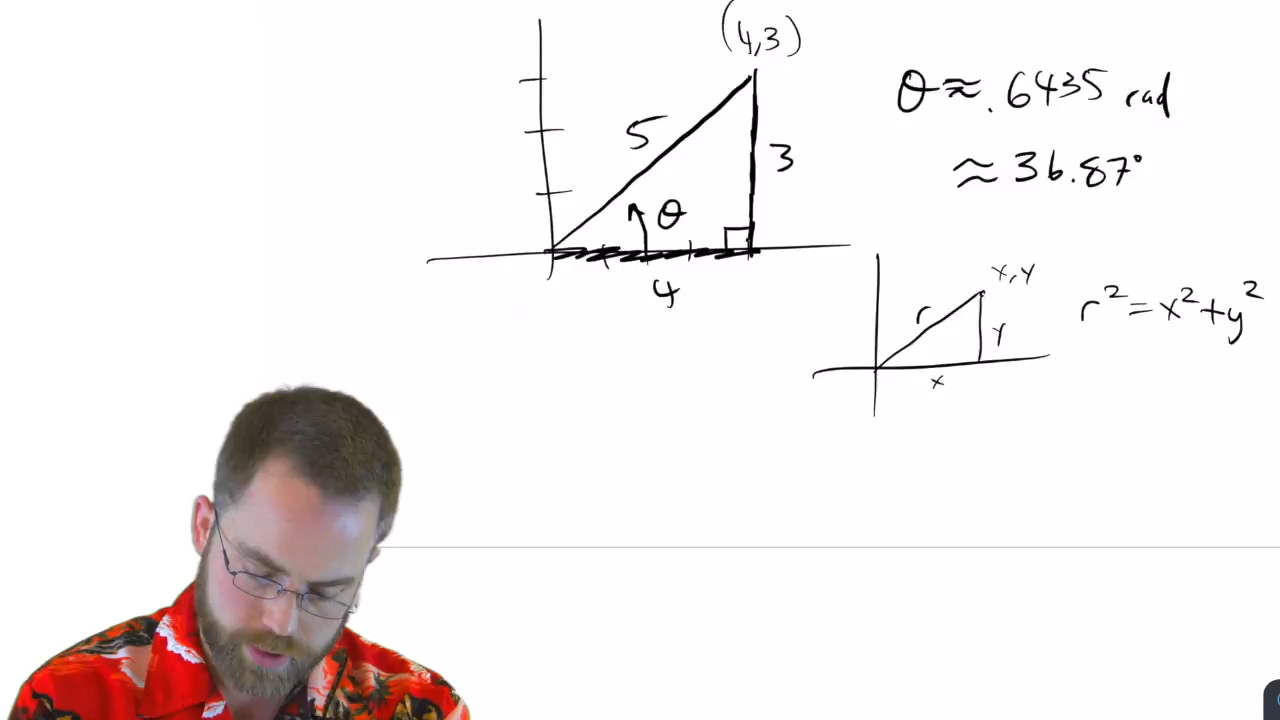 (4,3)
5
3
θ
4
θ ≈ .6435 rad
≈ 36.87°
x,y
r
y
x
r² = x² + y²